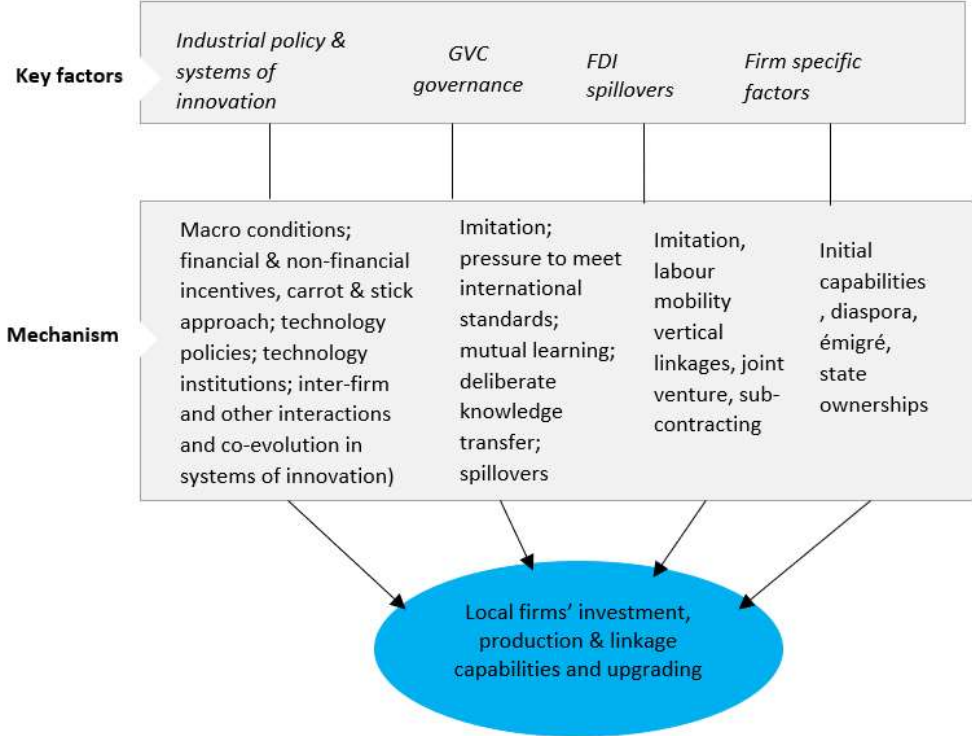 Key factors
Industrial policy &
systems of
innovation
GVC
governance
FDI
spillovers
Firm specific
factors
Mechanism
Macro conditions;
financial & non-financial
incentives, carrot & stick
approach; technology
policies; technology
institutions; inter-firm
and other interactions
and co-evolution in
systems of innovation)
Imitation;
pressure to meet
international
standards;
mutual learning;
deliberate
knowledge
transfer;
spillovers
Imitation,
labour
mobility
vertical
linkages, joint
venture, sub-
contracting
Initial
capabilities
, diaspora,
émigré,
state
ownerships
Local firms’ investment,
production & linkage
capabilities and upgrading